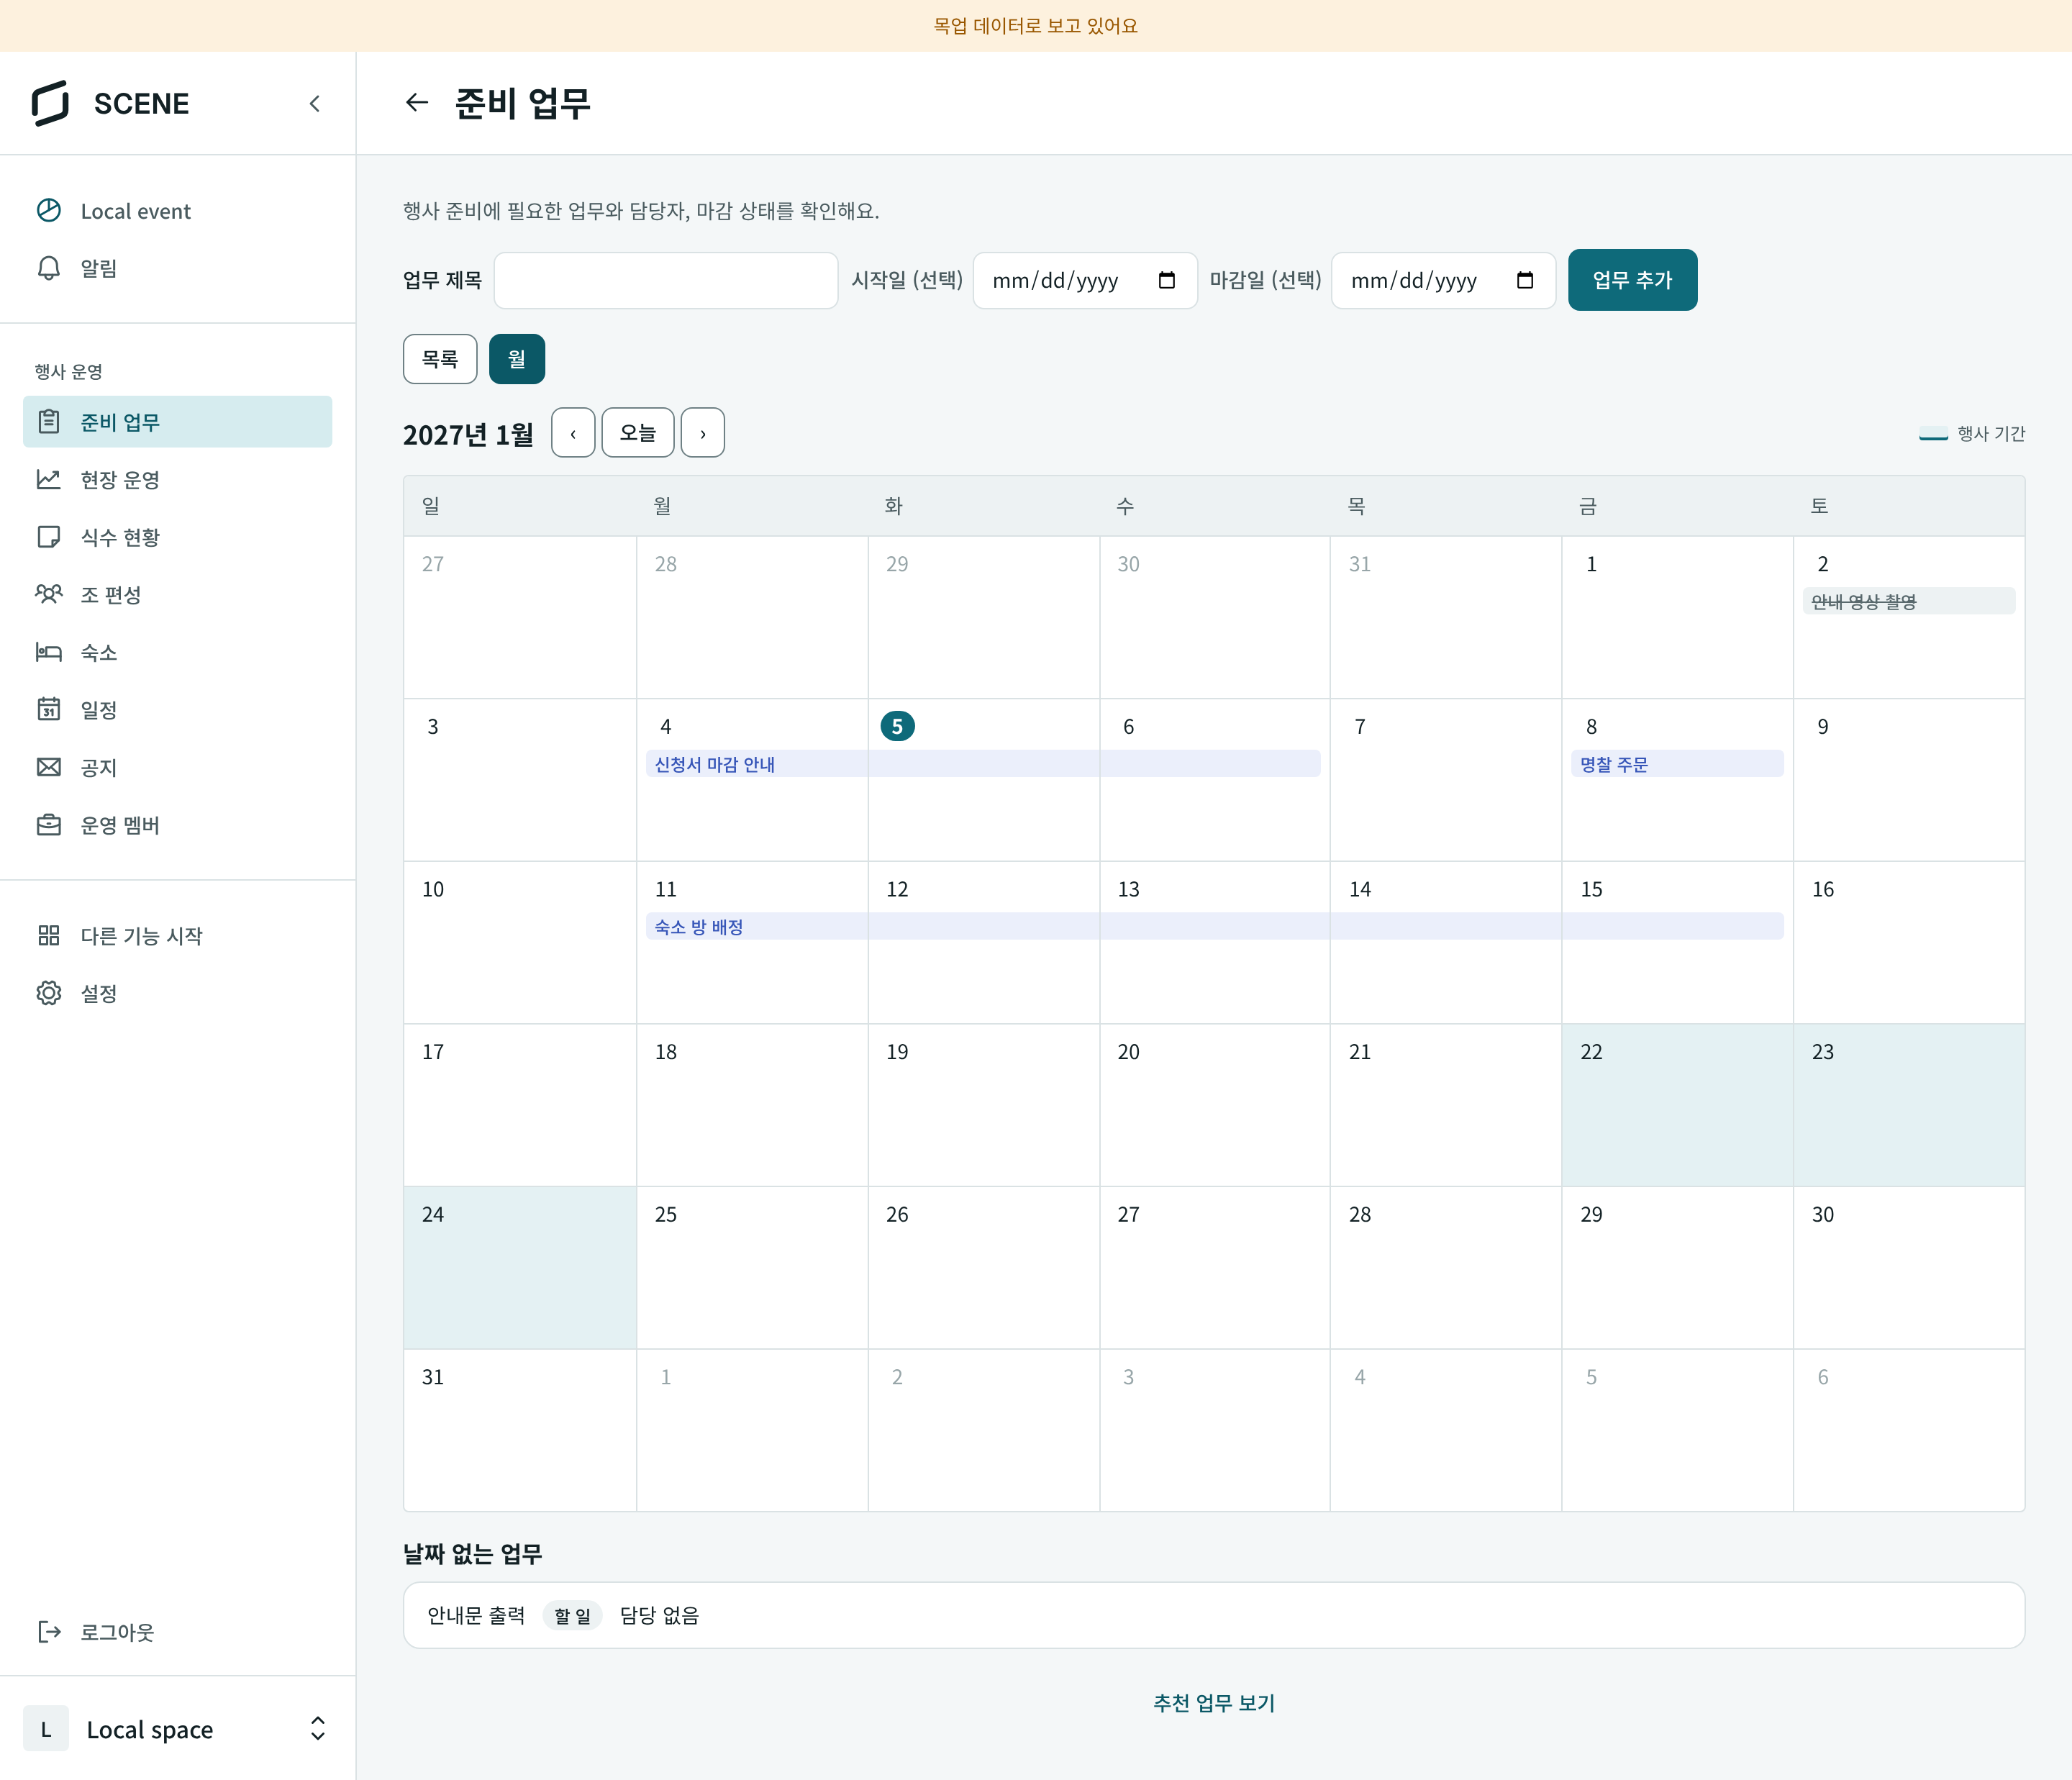 목업 데이터로 보고 있어요
SCENE
준비 업무
Local event
알림
행사 운영
준비 업무
현장 운영
식수 현황
조 편성
숙소
일정
공지
운영 멤버
다른 기능 시작
설정
로그아웃
L Local space
행사 준비에 필요한 업무와 담당자, 마감 상태를 확인해요.
업무 제목 시작일 (선택) mm/dd/yyyy 마감일 (선택) mm/dd/yyyy 업무 추가
목록 월
2027년 1월 ‹ 오늘 › 행사 기간
일 월 화 수 목 금 토
27 28 29 30 31 1 2
안내 영상 촬영
3 4 5 6 7 8 9
신청서 마감 안내 명찰 주문
10 11 12 13 14 15 16
숙소 방 배정
17 18 19 20 21 22 23
24 25 26 27 28 29 30
31 1 2 3 4 5 6
날짜 없는 업무
안내문 출력 할 일 담당 없음
추천 업무 보기